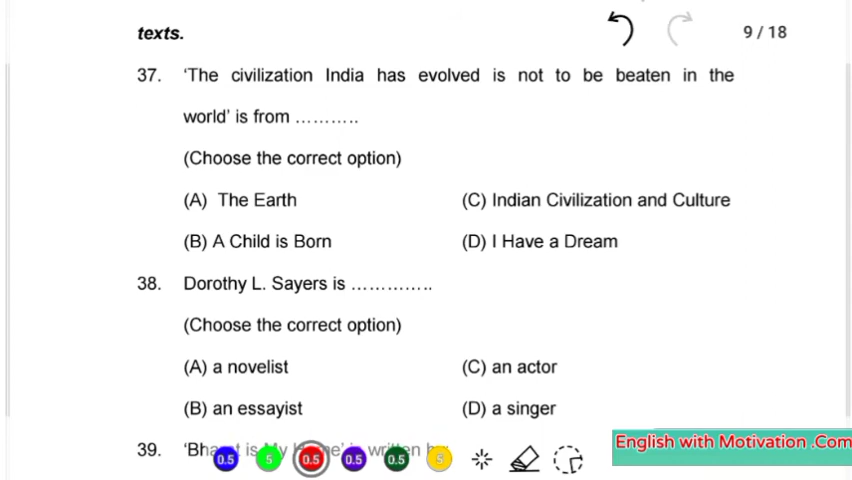 texts.
9 / 18
37. ‘The civilization India has evolved is not to be beaten in the
world’ is from ………..
(Choose the correct option)
(A) The Earth (C) Indian Civilization and Culture
(B) A Child is Born (D) I Have a Dream
38. Dorothy L. Sayers is …………..
(Choose the correct option)
(A) a novelist (C) an actor
(B) an essayist (D) a singer
English with Motivation .Com
39. ‘Bharat is My Home’ is written by
0.5 5 0.5 0.5 0.5 5